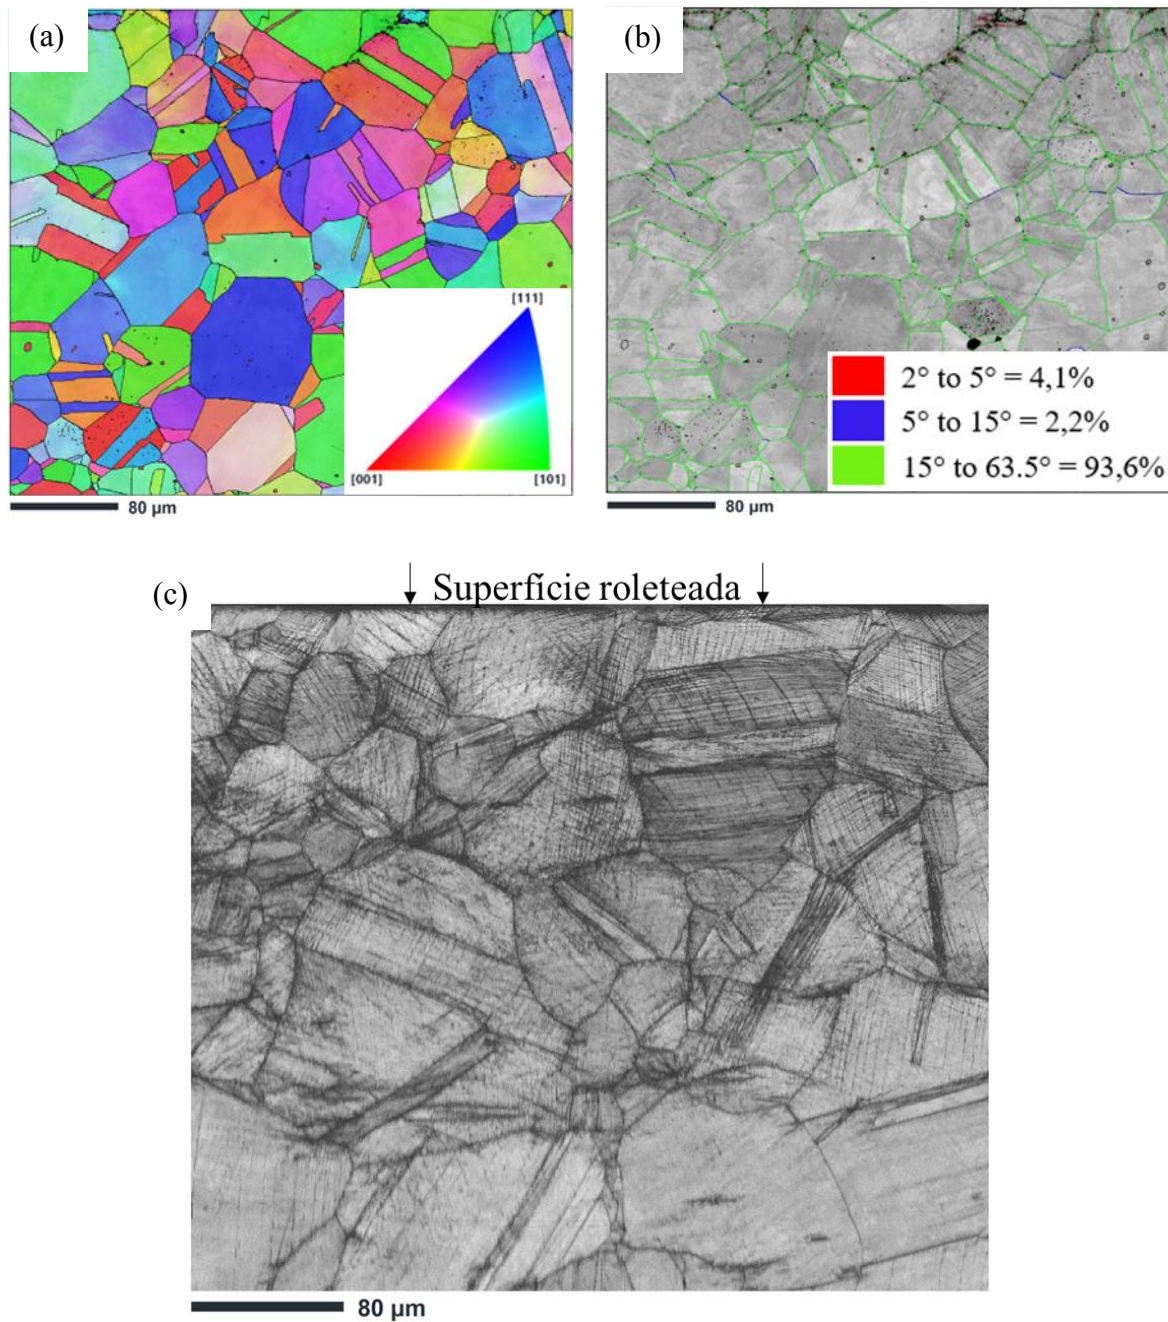 (a)
[111]
[001]
[101]
80 µm
(b)
2° to 5° = 4,1%
5° to 15° = 2,2%
15° to 63.5° = 93,6%
80 µm
(c)
Superfície roleteada
80 µm